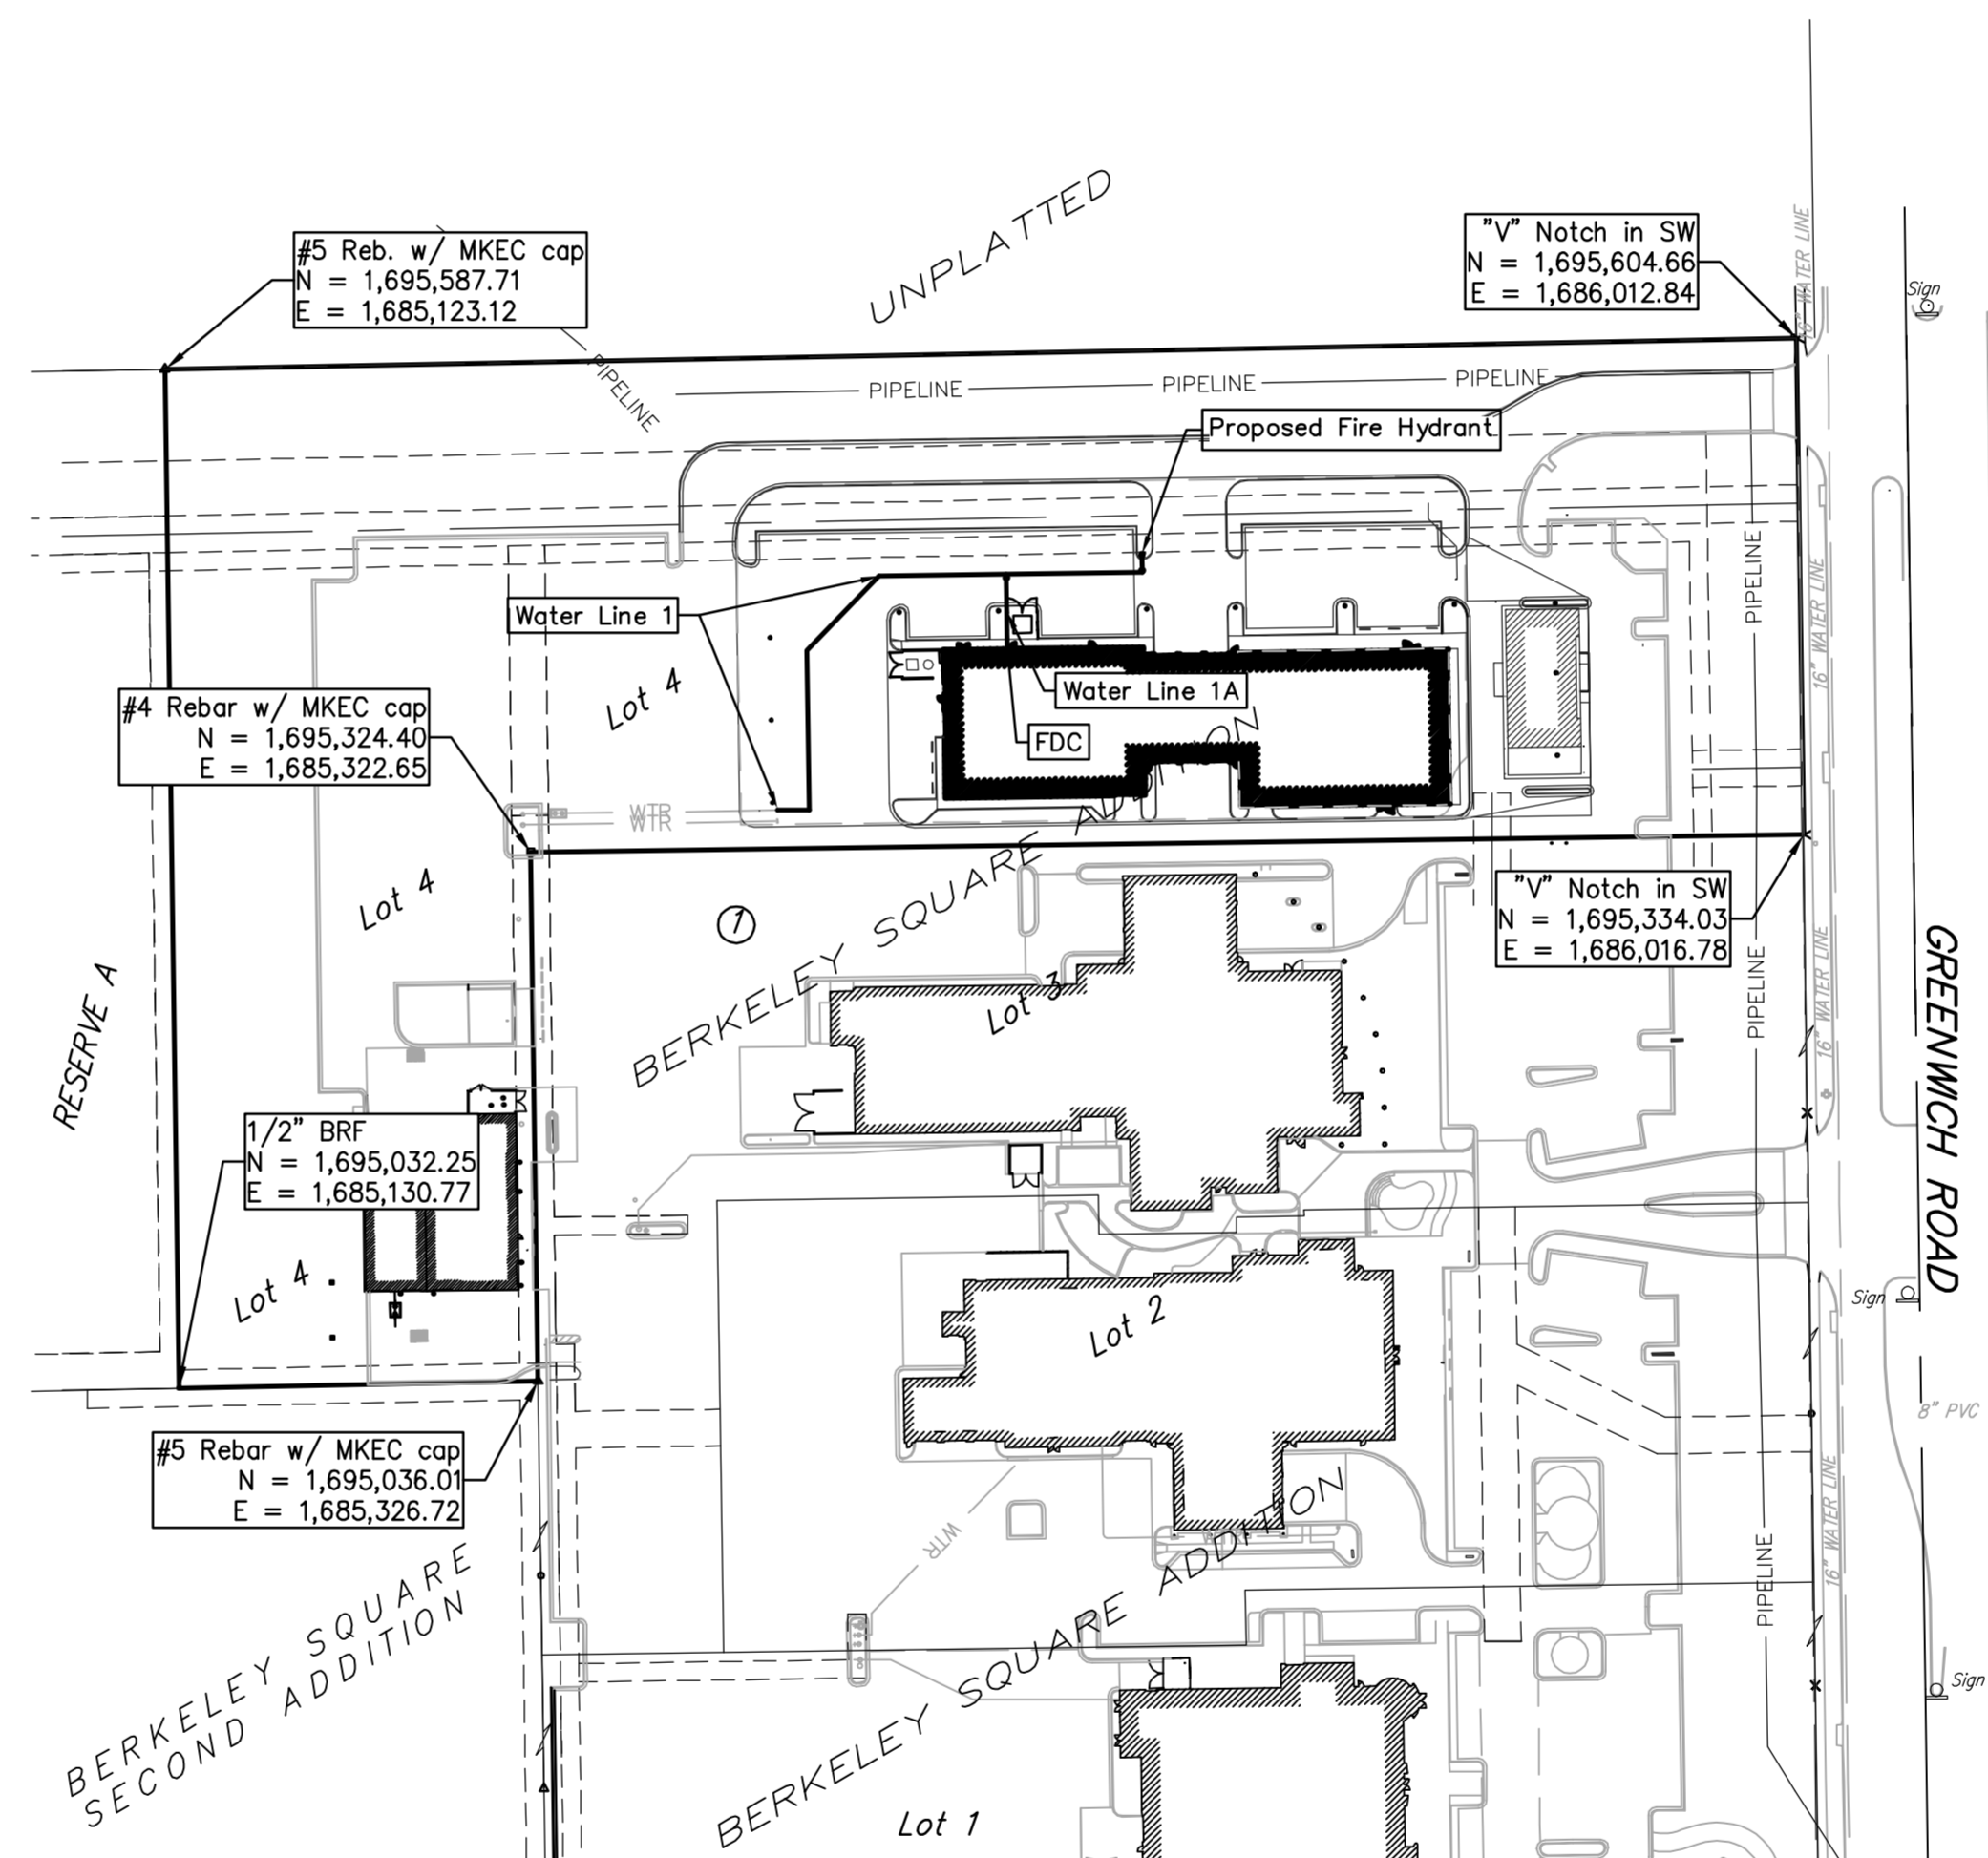 UNPLATTED
#5 Reb. w/ MKEC cap
N = 1,695,587.71
E = 1,685,123.12
"V" Notch in SW
N = 1,695,604.66
E = 1,686,012.84
16" WATER LINE
Sign
PIPELINE
PIPELINE
PIPELINE
PIPELINE
Proposed Fire Hydrant
PIPELINE
16" WATER LINE
Water Line 1
Lot 4
Water Line 1A
FDC
#4 Rebar w/ MKEC cap
N = 1,695,324.40
E = 1,685,322.65
WTR
WTR
Lot 4
1
BERKELEY SQUARE ADDITION
"V" Notch in SW
N = 1,695,334.03
E = 1,686,016.78
PIPELINE
16" WATER LINE
GREENWICH ROAD
RESERVE A
Lot 3
1/2" BRF
N = 1,695,032.25
E = 1,685,130.77
Lot 4
Lot 2
Sign
8" PVC
#5 Rebar w/ MKEC cap
N = 1,695,036.01
E = 1,685,326.72
WTR
16" WATER LINE
PIPELINE
BERKELEY SQUARE
SECOND ADDITION
BERKELEY SQUARE ADDITION
Sign
Lot 1